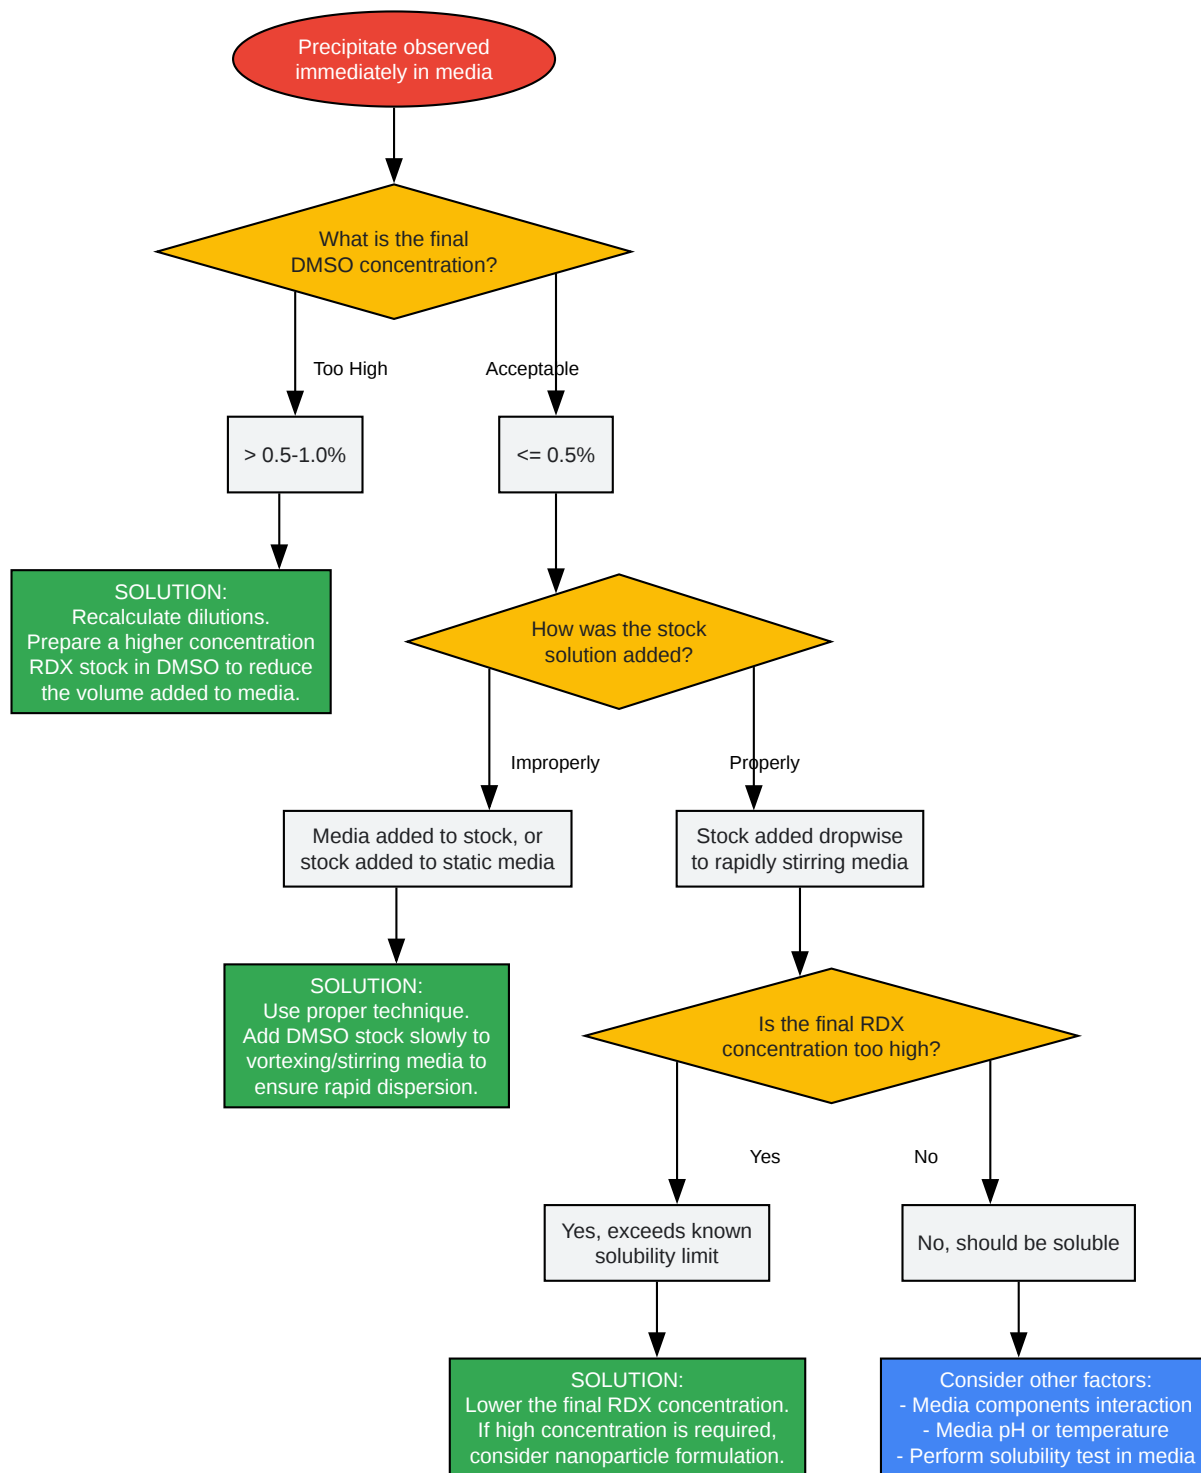 Precipitate observed
immediately in media
What is the final
DMSO concentration?
Too High
Acceptable
> 0.5-1.0%
<= 0.5%
SOLUTION:
Recalculate dilutions.
Prepare a higher concentration
RDX stock in DMSO to reduce
the volume added to media.
How was the stock
solution added?
Improperly
Properly
Media added to stock, or
stock added to static media
Stock added dropwise
to rapidly stirring media
SOLUTION:
Use proper technique.
Add DMSO stock slowly to
vortexing/stirring media to
ensure rapid dispersion.
Is the final RDX
concentration too high?
Yes
No
Yes, exceeds known
solubility limit
No, should be soluble
SOLUTION:
Lower the final RDX concentration.
If high concentration is required,
consider nanoparticle formulation.
Consider other factors:
- Media components interaction
- Media pH or temperature
- Perform solubility test in media